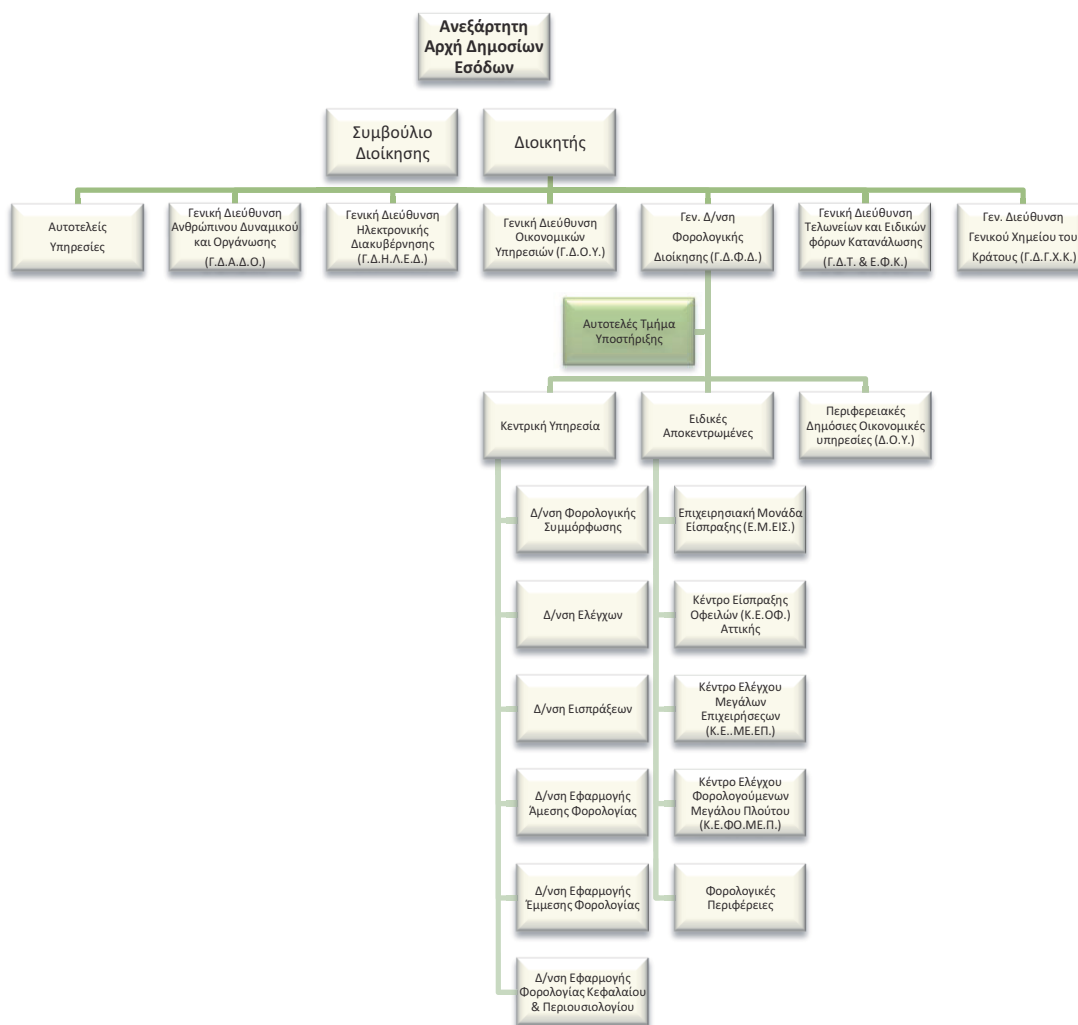 Ανεξάρτητη
Αρχή Δημοσίων
Εσόδων
Συμβούλιο
Διοίκησης
Διοικητής
Αυτοτελείς
Υπηρεσίες
Γενική Διεύθυνση
Ανθρώπινου Δυναμικού
και Οργάνωσης
(Γ.Δ.Α.Δ.Ο.)
Γενική Διεύθυνση
Ηλεκτρονικής
Διακυβέρνησης
(Γ.Δ.Η.Λ.Ε.Δ.)
Γενική Διεύθυνση
Οικονομικών
Υπηρεσιών (Γ.Δ.Ο.Υ.)
Γεν. Δ/νση
Φορολογικής
Διοίκησης (Γ.Δ.Φ.Δ.)
Γενική Διεύθυνση
Τελωνείων και Ειδικών
φόρων Κατανάλωσης
(Γ.Δ.Τ. & Ε.Φ.Κ.)
Γεν. Διεύθυνση
Γενικού Χημείου του
Κράτους (Γ.Δ.Γ.Χ.Κ.)
Αυτοτελές Τμήμα
Υποστήριξης
Κεντρική Υπηρεσία
Ειδικές
Αποκεντρωμένες
Περιφερειακές
Δημόσιες Οικονομικές
υπηρεσίες (Δ.Ο.Υ.)
Δ/νση Φορολογικής
Συμμόρφωσης
Δ/νση Ελέγχων
Δ/νση Εισπράξεων
Δ/νση Εφαρμογής
Άμεσης Φορολογίας
Δ/νση Εφαρμογής
Έμμεσης Φορολογίας
Δ/νση Εφαρμογής
Φορολογίας Κεφαλαίου
& Περιουσιολογίου
Επιχειρησιακή Μονάδα
Είσπραξης (Ε.Μ.ΕΙΣ.)
Κέντρο Είσπραξης
Οφειλών (Κ.Ε.ΟΦ.)
Αττικής
Κέντρο Ελέγχου
Μεγάλων
Επιχειρήσεςων
(Κ.Ε..ΜΕ.ΕΠ.)
Κέντρο Ελέγχου
Φορολογούμενων
Μεγάλου Πλούτου
(Κ.Ε.ΦΟ.ΜΕ.Π.)
Φορολογικές
Περιφέρειες